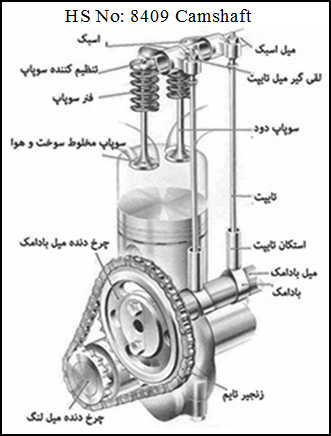 HS No: 8409 Camshaft
اسبک
میل اسبک
تنظیم کننده سوپاپ
لقی گیر میل تایپت
فنر سوپاپ
سوپاپ دود
سوپاپ مخلوط سوخت و هوا
تایپت
چرخ دنده میل بادامک
استکان تایپت
میل بادامک
بادامک
زنجیر تایم
چرخ دنده میل لنگ